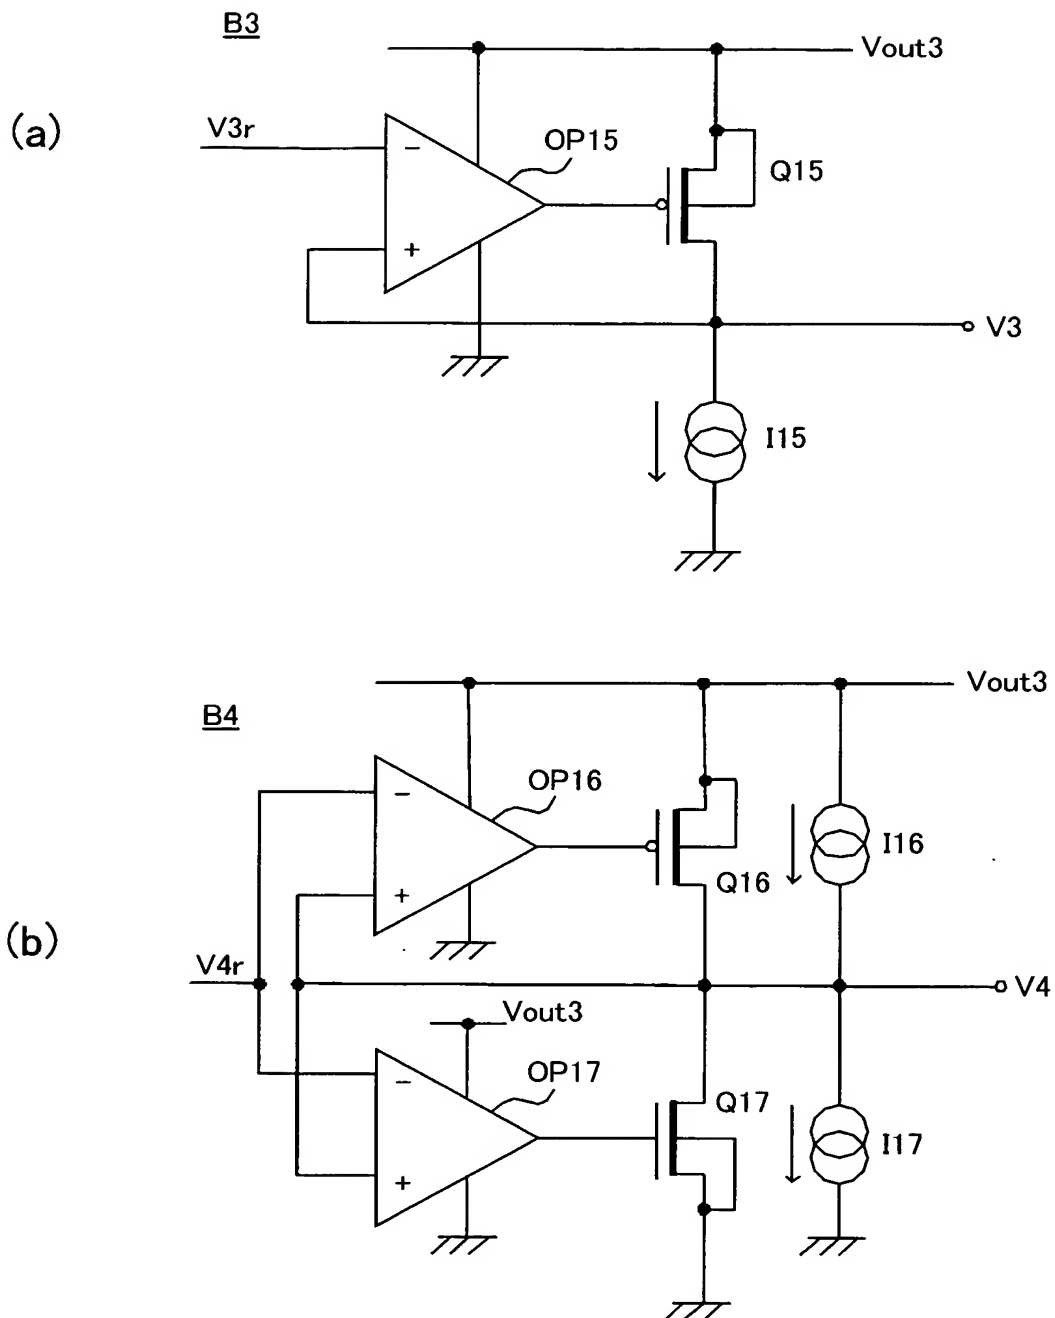 B3
Vout3
(a)
V3r
OP15
Q15
−
+
V3
I15
Vout3
B4
OP16
−
I16
Q16
+
(b)
V4r
V4
Vout3
OP17
Q17
−
I17
+